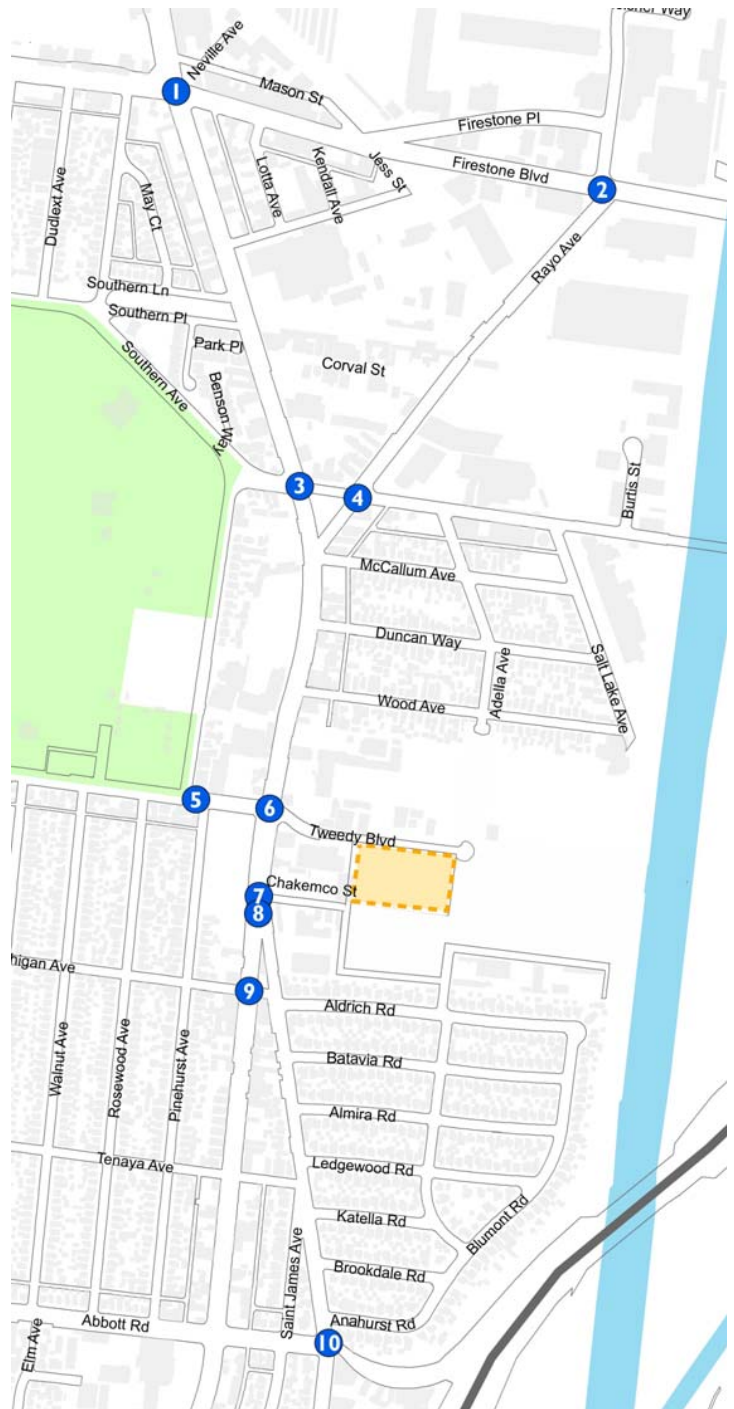 Neville Ave
1
Mason St
Firestone Pl
Jess St
Firestone Blvd
2
Dudlext Ave
May Ct
Lotta Ave
Kendall Ave
Rayo Ave
Southern Ln
Southern Pl
Park Pl
Corval St
Southern Ave
Benson Way
Burtis St
3
4
McCallum Ave
Duncan Way
Adella Ave
Salt Lake Ave
Wood Ave
5
6
Tweedy Blvd
7
Chakemco St
8
higan Ave
9
Aldrich Rd
Walnut Ave
Rosewood Ave
Pinehurst Ave
Batavia Rd
Almira Rd
Tenaya Ave
Ledgewood Rd
Katella Rd
Blumont Rd
Saint James Ave
Brookdale Rd
Abbott Rd
Anahurst Rd
Elm Ave
10